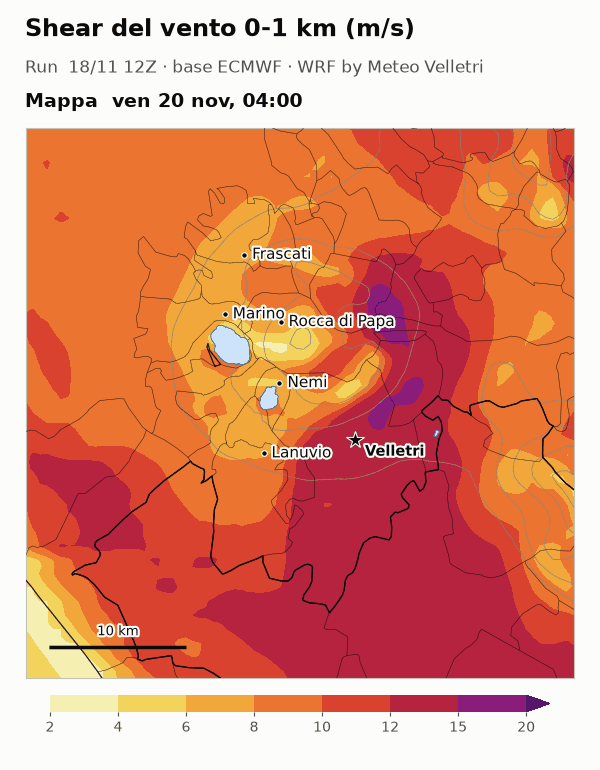 Shear del vento 0-1 km (m/s)
Run  18/11 12Z · base ECMWF · WRF by Meteo Velletri
Mappa  ven 20 nov, 04:00
Frascati
Marino
Rocca di Papa
Nemi
Velletri
Lanuvio
10 km
2 4 6 8 10 12 15 20